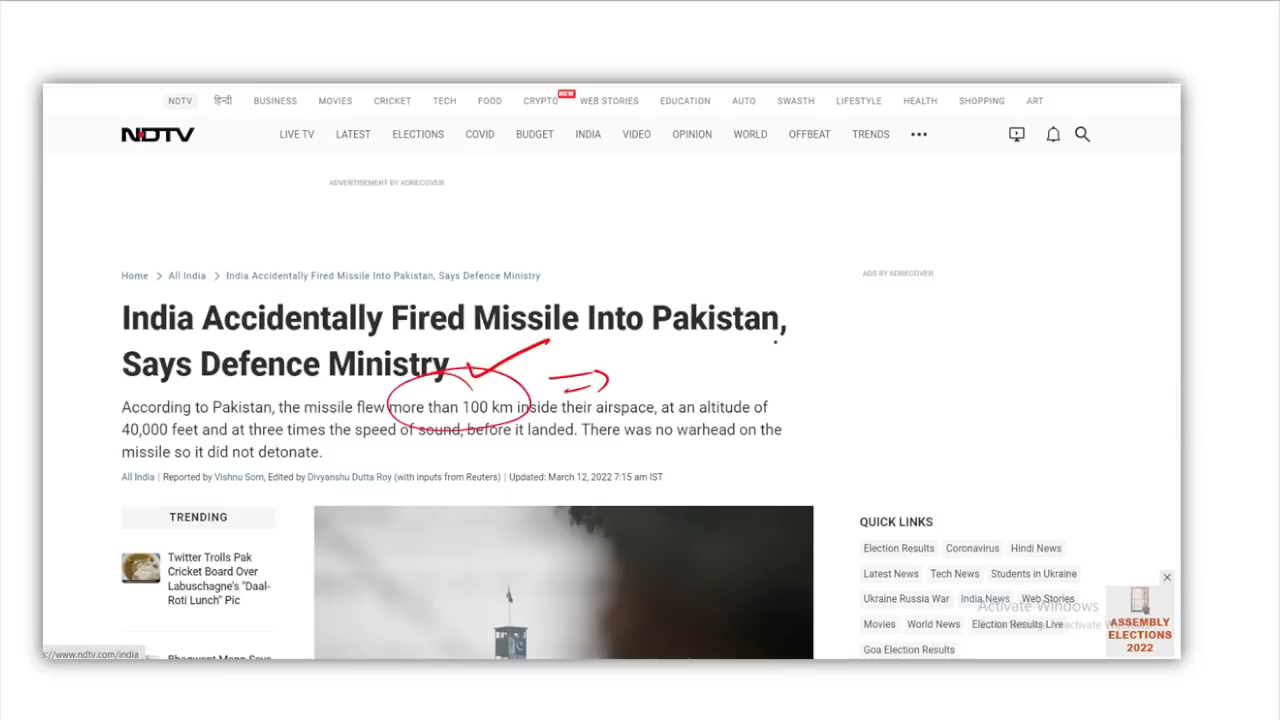 NDTV हिन्दी BUSINESS MOVIES CRICKET TECH FOOD CRYPTO NEW WEB STORIES EDUCATION AUTO SWASTH LIFESTYLE HEALTH SHOPPING ART
NDTV LIVE TV LATEST ELECTIONS COVID BUDGET INDIA VIDEO OPINION WORLD OFFBEAT TRENDS
ADVERTISEMENT BY ADRECOVER
Home > All India > India Accidentally Fired Missile Into Pakistan, Says Defence Ministry
ADS BY ADRECOVER
India Accidentally Fired Missile Into Pakistan,
Says Defence Ministry
According to Pakistan, the missile flew more than 100 km inside their airspace, at an altitude of
40,000 feet and at three times the speed of sound, before it landed. There was no warhead on the
missile so it did not detonate.
All India | Reported by Vishnu Som, Edited by Divyanshu Dutta Roy (with inputs from Reuters) | Updated: March 12, 2022 7:15 am IST
TRENDING
Twitter Trolls Pak
Cricket Board Over
Labuschagne's "Daal-
Roti Lunch" Pic
QUICK LINKS
Election Results Coronavirus Hindi News
Latest News Tech News Students in Ukraine
Ukraine Russia War India News Web Stories
Movies World News Election Results Live
Goa Election Results
Activate Windows
ASSEMBLY
ELECTIONS
2022
s://www.ndtv.com/india